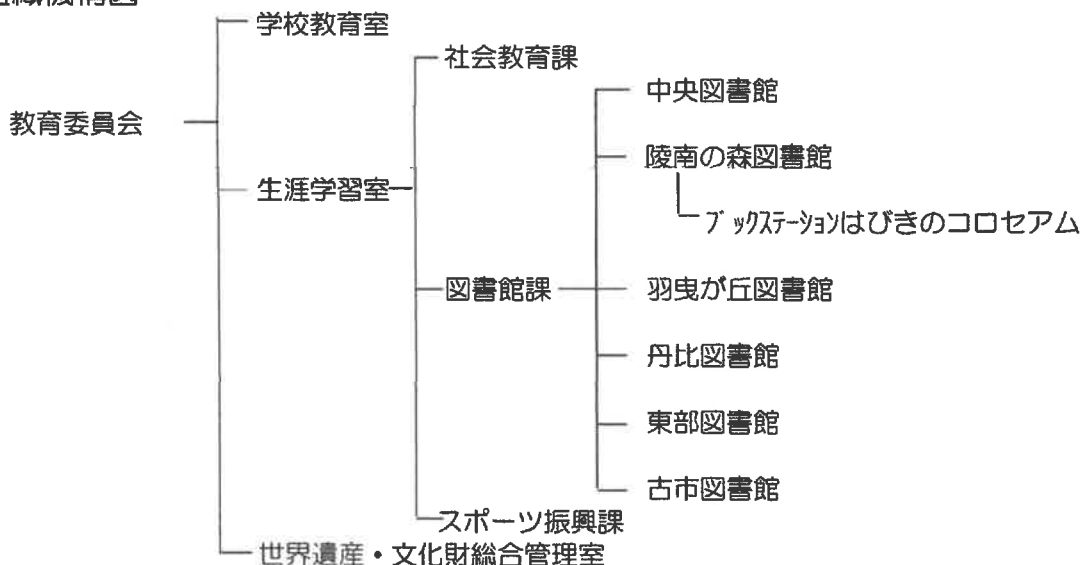 組織機構図
学校教育室
社会教育課
中央図書館
教育委員会
陵南の森図書館
生涯学習室
ブックステーションはびきのコロセアム
図書館課
羽曳が丘図書館
丹比図書館
東部図書館
古市図書館
スポーツ振興課
世界遺産・文化財総合管理室